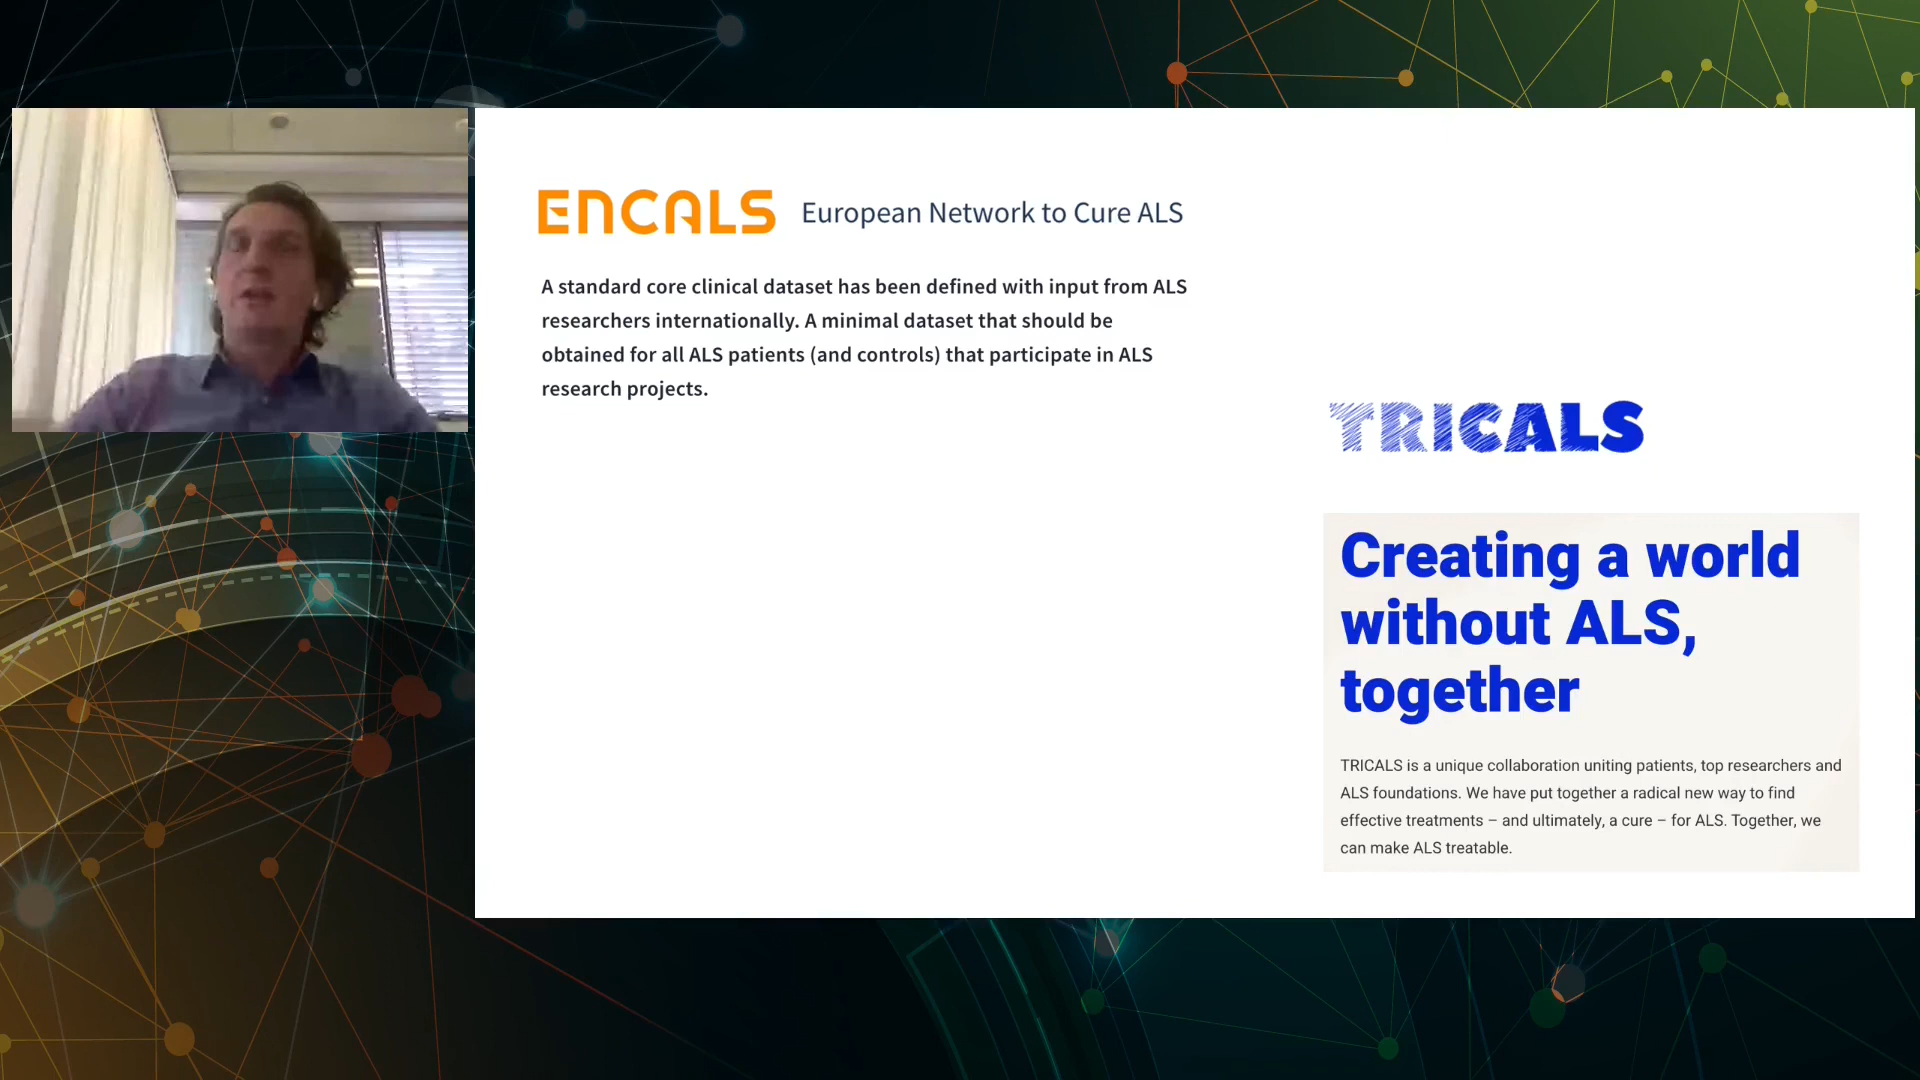 ENCALS European Network to Cure ALS
A standard core clinical dataset has been defined with input from ALS
researchers internationally. A minimal dataset that should be
obtained for all ALS patients (and controls) that participate in ALS
research projects.
TRICALS
Creating a world
without ALS,
together
TRICALS is a unique collaboration uniting patients, top researchers and
ALS foundations. We have put together a radical new way to find
effective treatments – and ultimately, a cure – for ALS. Together, we
can make ALS treatable.